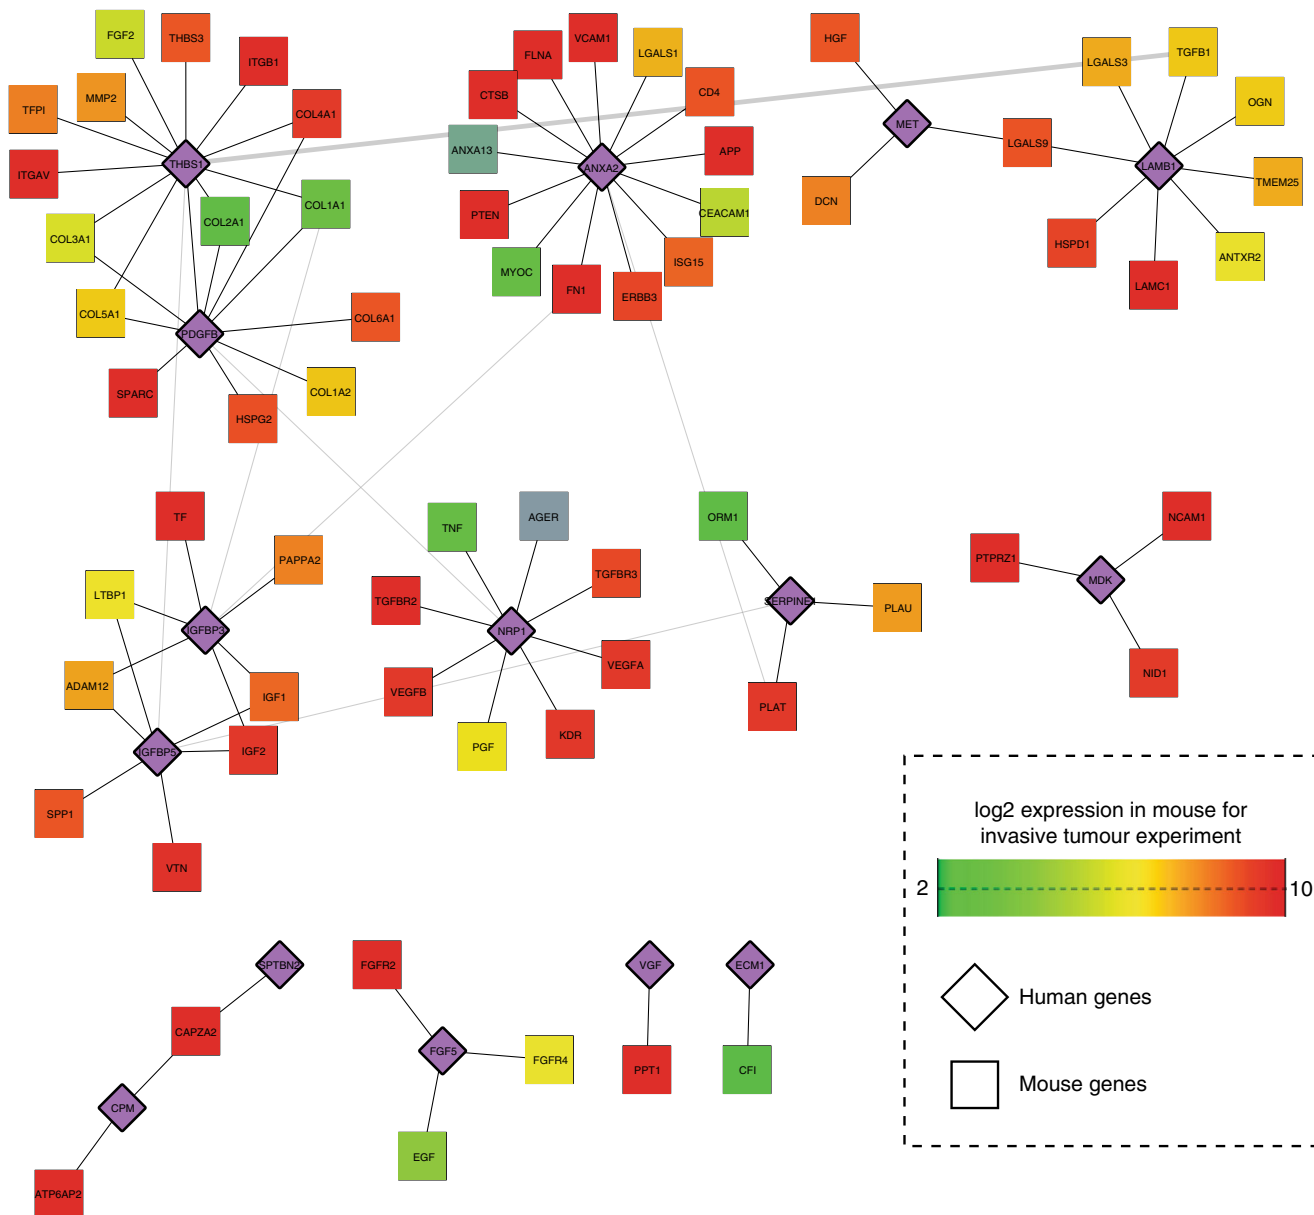 FGF2
THBS3
ITGB1
TFPI
MMP2
COL4A1
THBS1
ITGAV
COL2A1
COL1A1
COL3A1
COL5A1
PDGFB
COL6A1
SPARC
COL1A2
HSPG2
FLNA
VCAM1
LGALS1
CTSB
CD4
ANXA13
APP
ANXA2
PTEN
CEACAM1
MYOC
ISG15
FN1
ERBB3
HGF
MET
LGALS9
DCN
LGALS3
TGFB1
OGN
LAMB1
TMEM25
HSPD1
ANTXR2
LAMC1
TF
PAPPA2
LTBP1
IGFBP3
ADAM12
IGF1
IGFBP5
IGF2
SPP1
VTN
TNF
AGER
TGFBR3
TGFBR2
NRP1
VEGFA
VEGFB
PGF
KDR
ORM1
SERPINE1
PLAU
PLAT
NCAM1
PTPRZ1
MDK
NID1
SPTBN2
CAPZA2
CPM
ATP6AP2
FGFR2
FGF5
FGFR4
EGF
VGF
PPT1
ECM1
CFI
log2 expression in mouse for
invasive tumour experiment
2
10
Human genes
Mouse genes